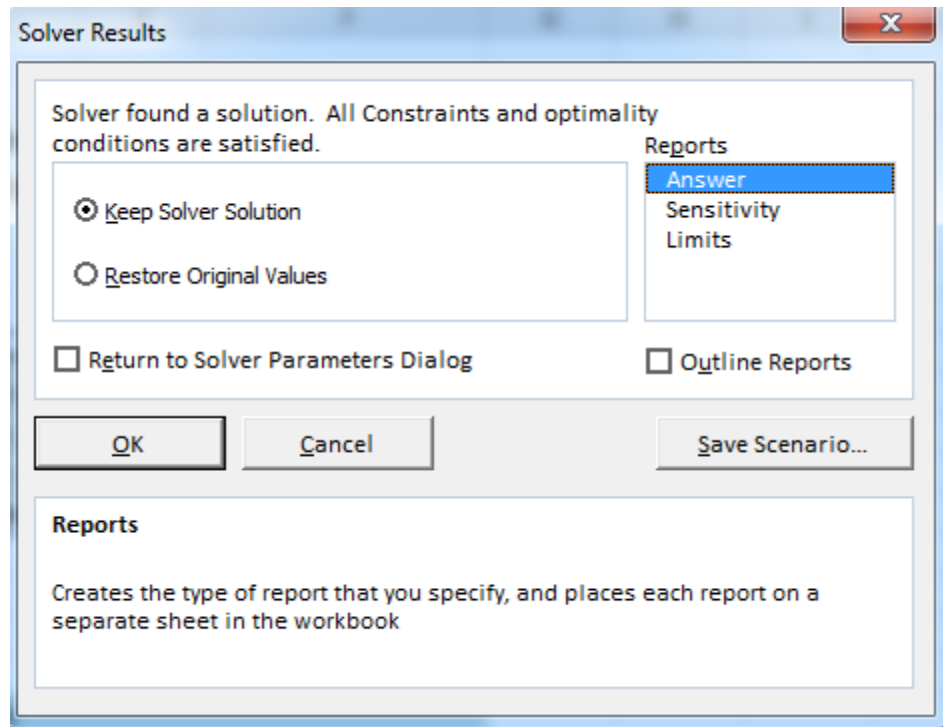 Solver Results
Solver found a solution.  All Constraints and optimality
conditions are satisfied.
Reports
Answer
Sensitivity
Limits
Keep Solver Solution
Restore Original Values
Return to Solver Parameters Dialog
Outline Reports
OK
Cancel
Save Scenario...
Reports
Creates the type of report that you specify, and places each report on a
separate sheet in the workbook